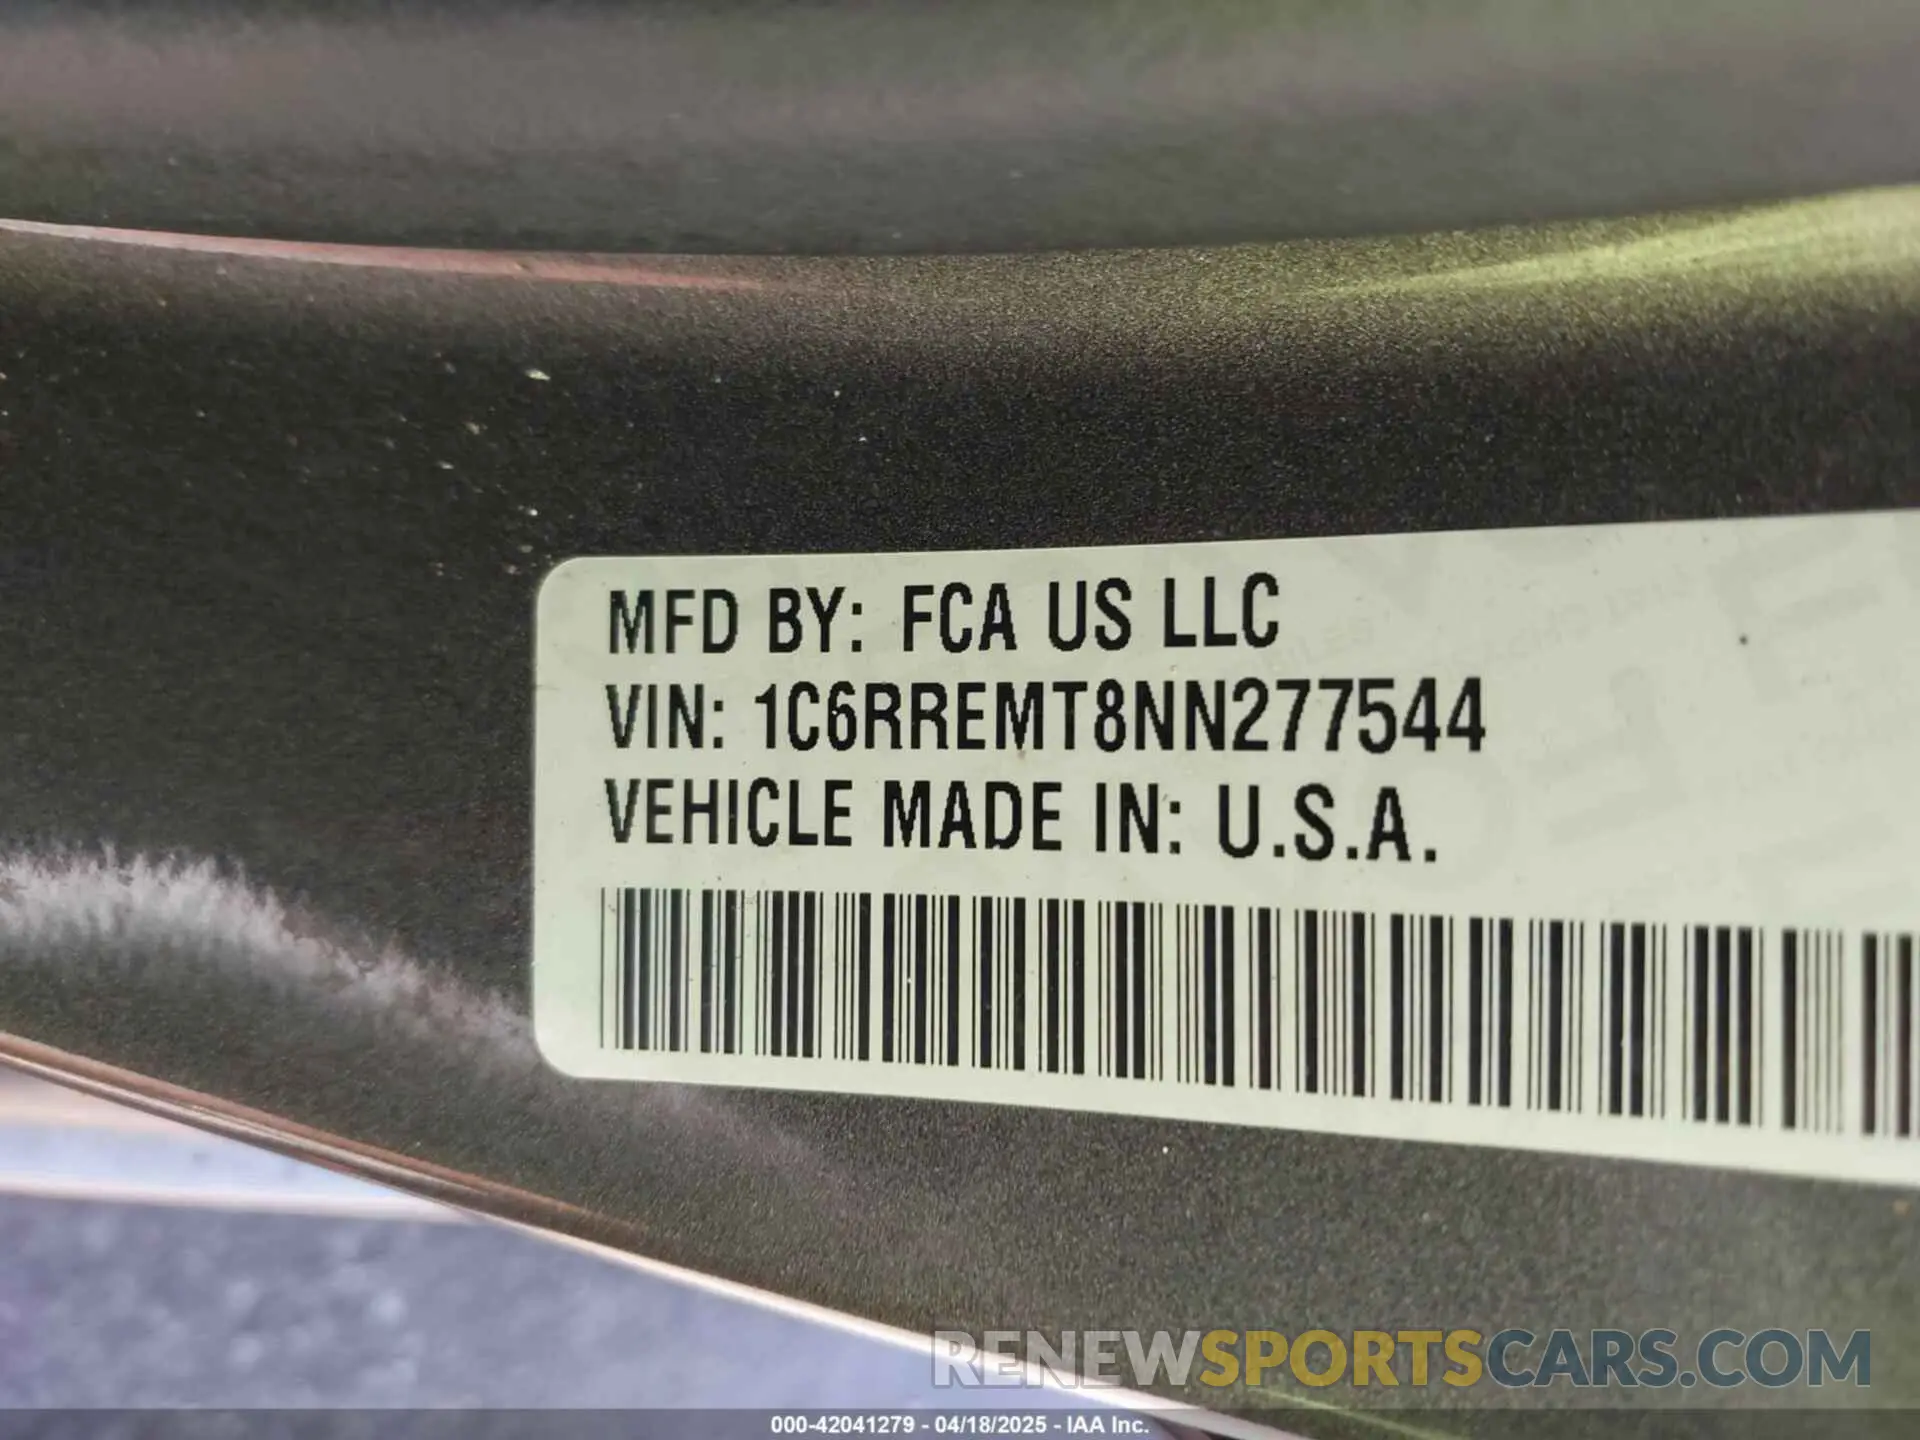 MFD BY: FCA US LLC
VIN: 1C6RREMT8NN277544
VEHICLE MADE IN: U.S.A.
RENEWSPORTSCARS.COM
000-42041279 - 04/18/2025 - IAA Inc.